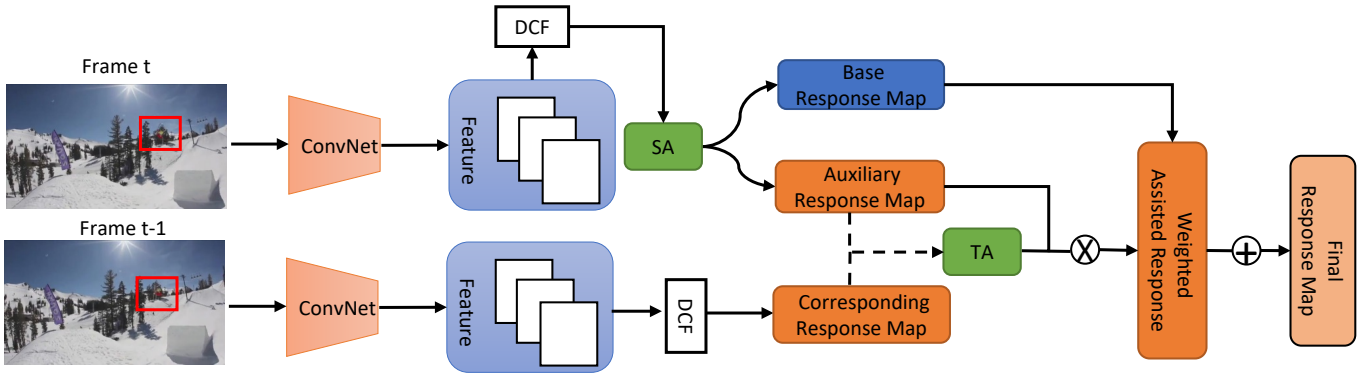 Frame t
ConvNet
Feature
DCF
SA
Base
Response Map
Auxiliary
Response Map
Frame t-1
ConvNet
Feature
DCF
Corresponding
Response Map
TA
Weighted
Assisted Response
Final
Response Map